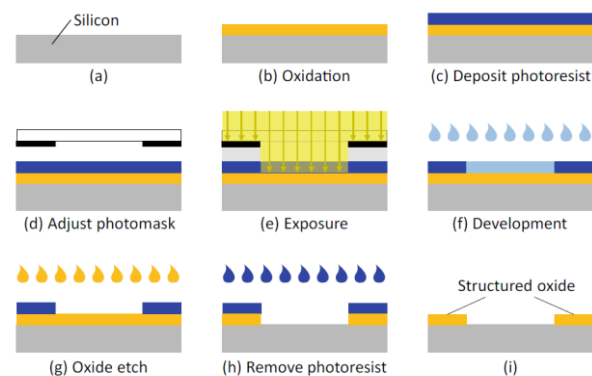 Silicon
(a)
(b) Oxidation
(c) Deposit photoresist
(d) Adjust photomask
(e) Exposure
(f) Development
(g) Oxide etch
(h) Remove photoresist
Structured oxide
(i)